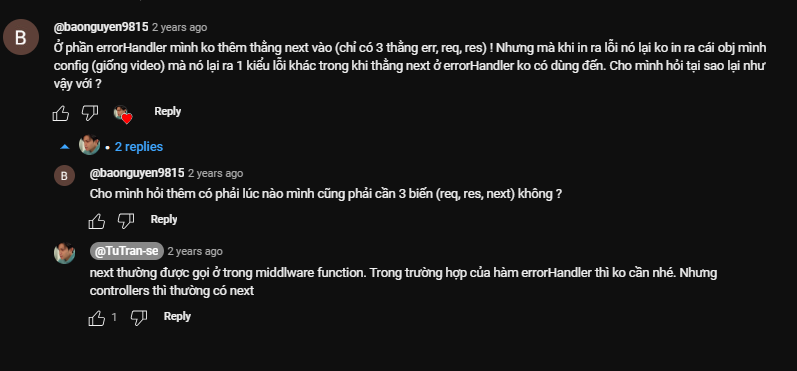 B
@baonguyen9815 2 years ago
Ở phần errorHandler mình ko thêm thằng next vào (chỉ có 3 thằng err, req, res) ! Nhưng mà khi in ra lỗi nó lại ko in ra cái obj mình
config (giống video) mà nó lại ra 1 kiểu lỗi khác trong khi thằng next ở errorHandler ko có dùng đến. Cho mình hỏi tại sao lại như
vậy với ?
Reply
• 2 replies
B
@baonguyen9815 2 years ago
Cho mình hỏi thêm có phải lúc nào mình cũng phải cần 3 biến (req, res, next) không ?
Reply
@TuTran-se 2 years ago
next thường được gọi ở trong middlware function. Trong trường hợp của hàm errorHandler thì ko cần nhé. Nhưng
controllers thì thường có next
1 Reply